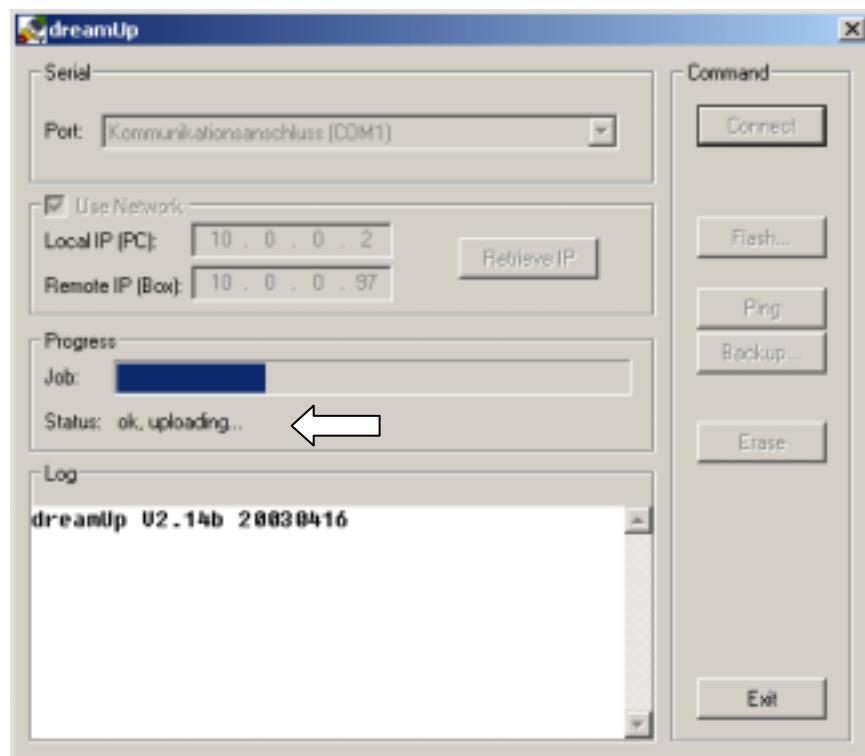 dreamUp
Serial
Port: Kommunikationsanschluss (COM1)
Use Network
Local IP (PC): 10 . 0 . 0 . 2
Remote IP (Box): 10 . 0 . 0 . 97
Retrieve IP
Progress
Job:
Status: ok, uploading...
Log
dreamUp V2.14b 20030416
Command
Connect
Flash...
Ping
Backup...
Erase
Exit